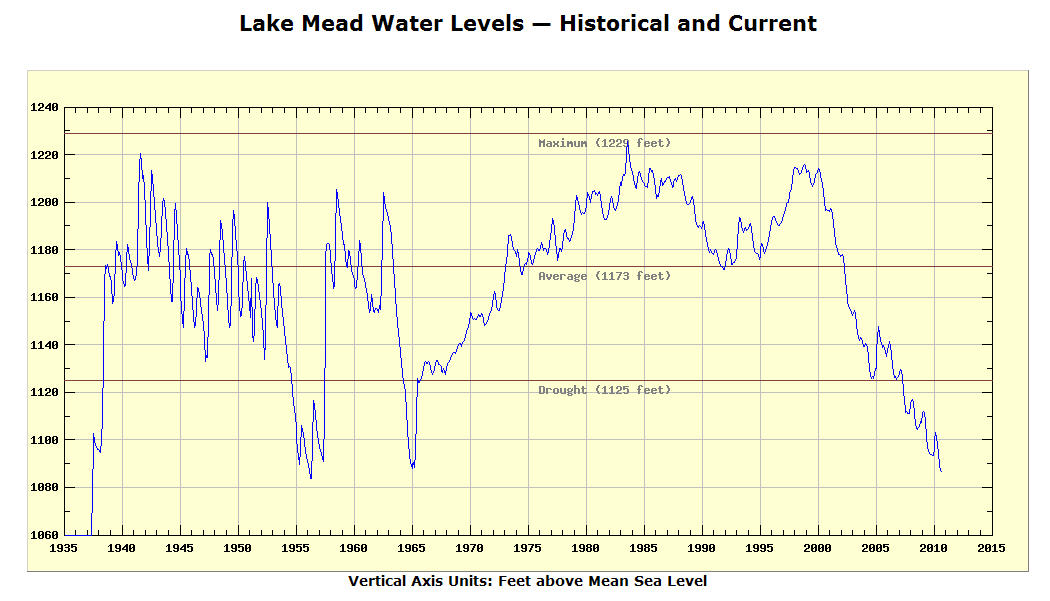 Lake Mead Water Levels — Historical and Current
1240
Maximum (1229 feet)
1220
1200
1180
Average (1173 feet)
1160
1140
1120
Drought (1125 feet)
1100
1080
1060
1935 1940 1945 1950 1955 1960 1965 1970 1975 1980 1985 1990 1995 2000 2005 2010 2015
Vertical Axis Units: Feet above Mean Sea Level